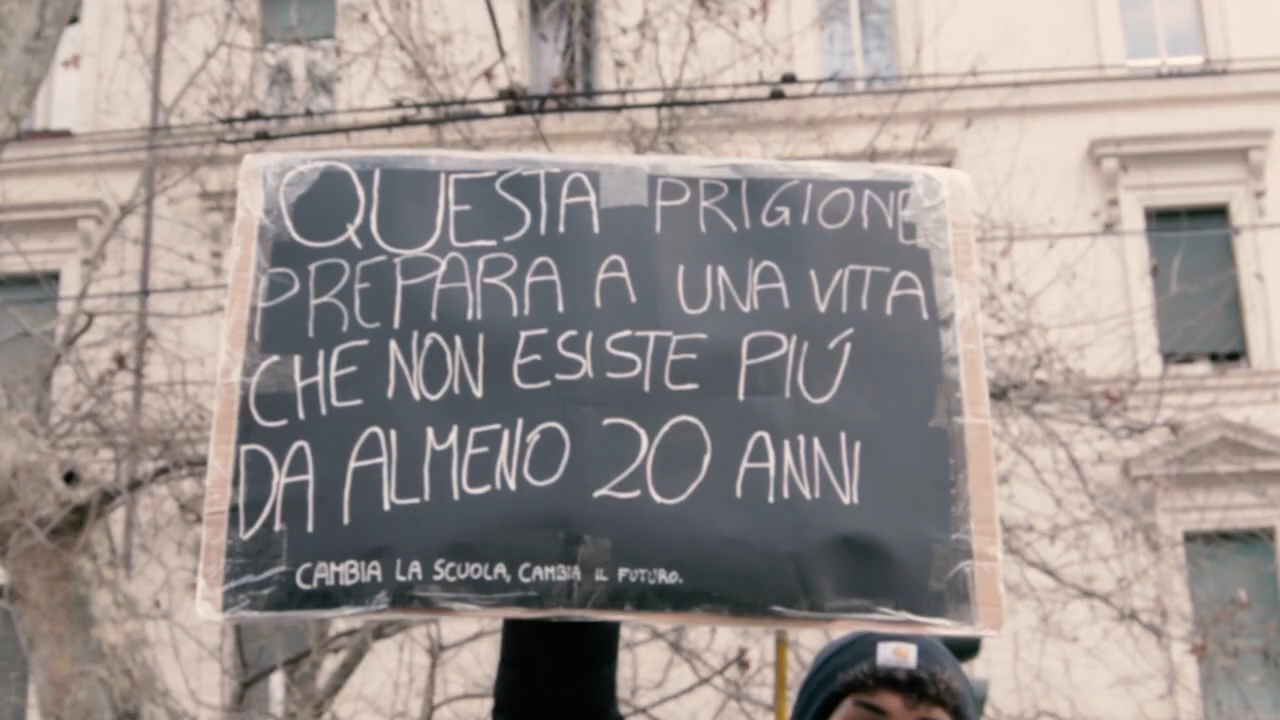 QUESTA PRIGIONE
PREPARA A UNA VITA
CHE NON ESISTE PIÚ
DA ALMENO 20 ANNI
CAMBIA LA SCUOLA, CAMBIA IL FUTURO.